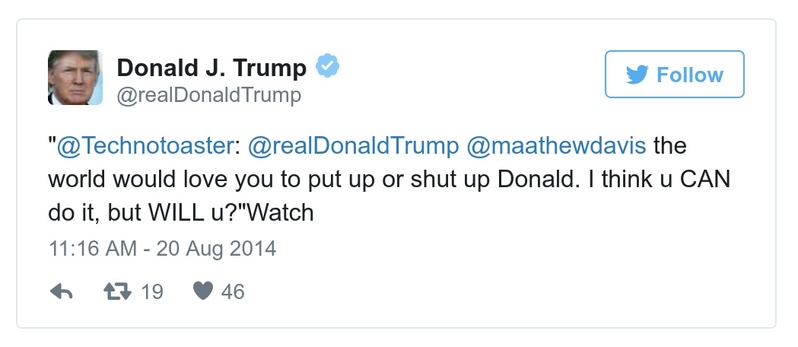 Donald J. Trump
@realDonaldTrump
Follow
"@Technotoaster: @realDonaldTrump @maathewdavis the
world would love you to put up or shut up Donald. I think u CAN
do it, but WILL u?"Watch
11:16 AM - 20 Aug 2014
19 46